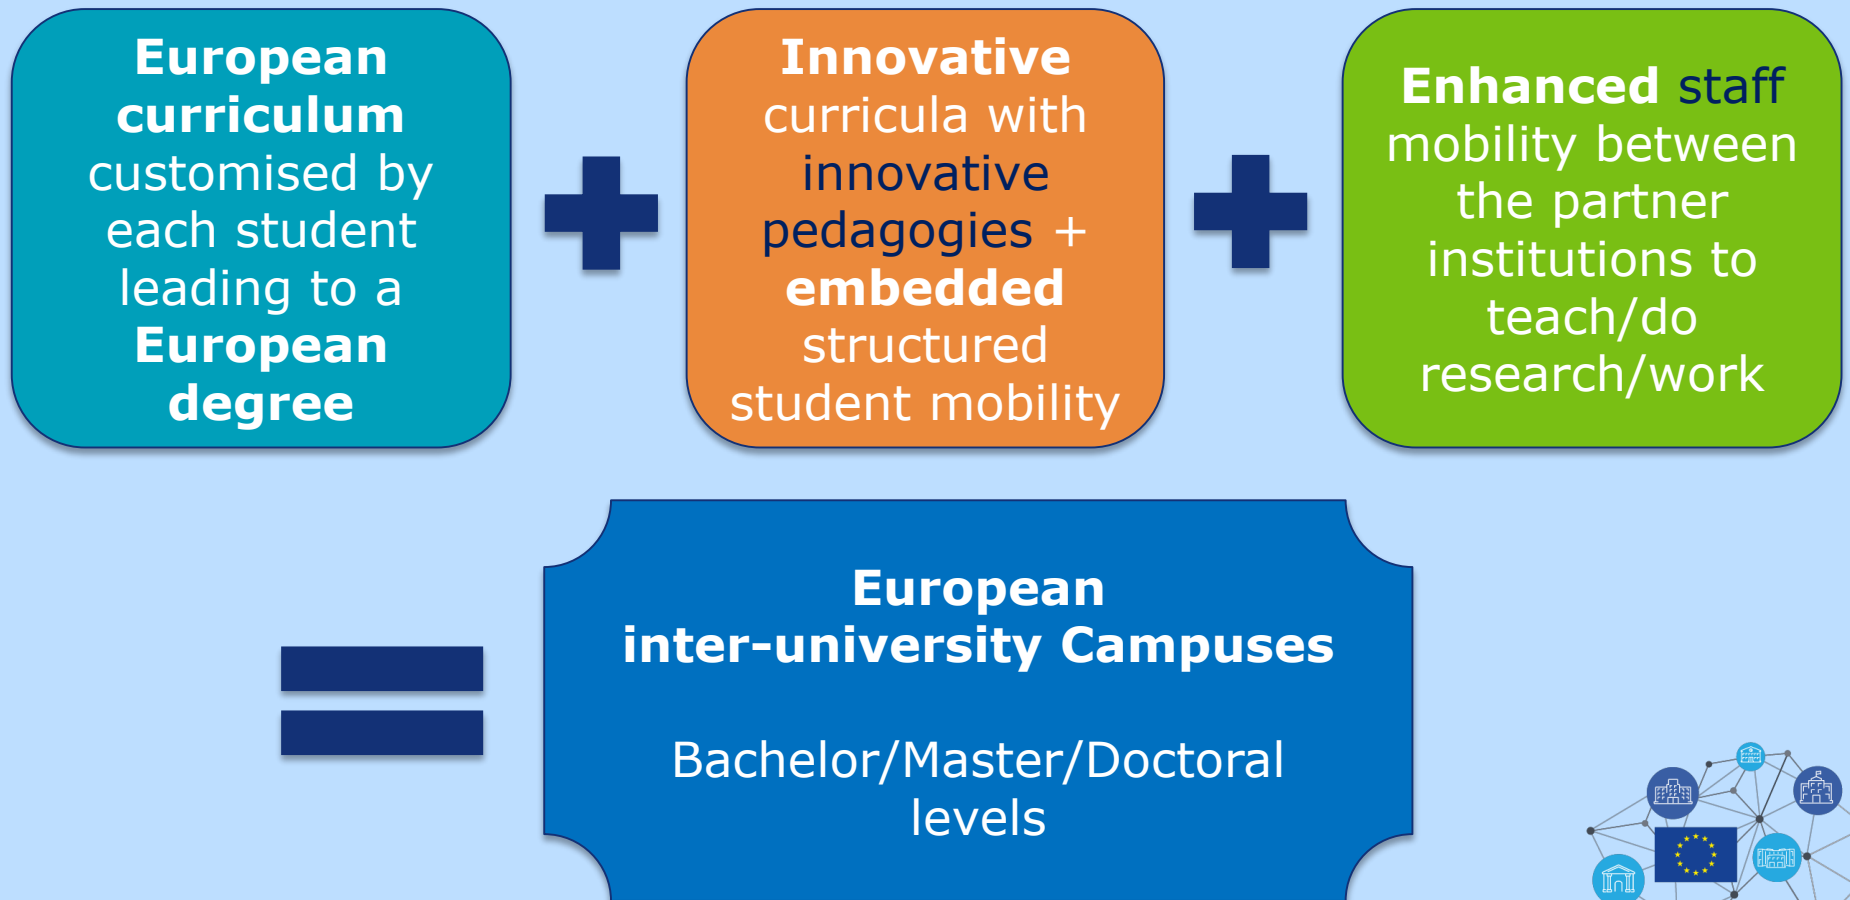 European
curriculum
customised by
each student
leading to a
European
degree
Innovative
curricula with
innovative
pedagogies +
embedded
structured
student mobility
Enhanced staff
mobility between
the partner
institutions to
teach/do
research/work
European
inter-university Campuses
Bachelor/Master/Doctoral
levels